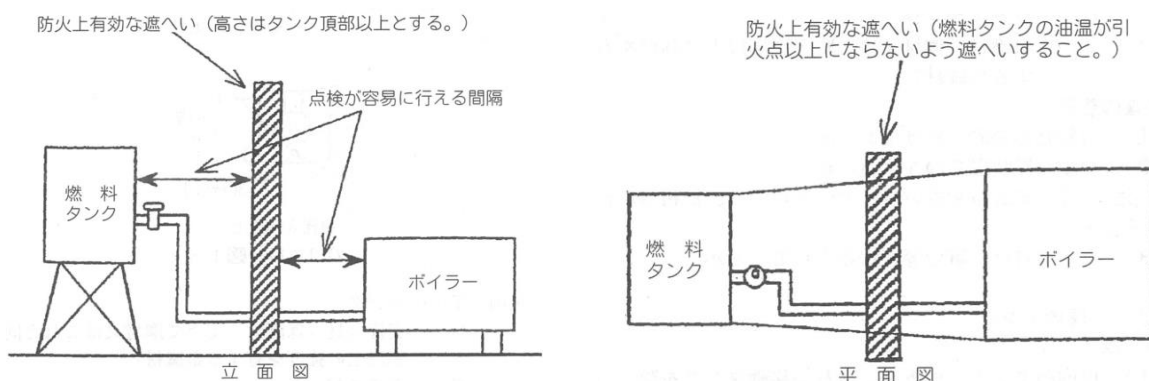 防火上有効な遮へい（高さはタンク頂部以上とする。）
点検が容易に行える間隔
燃　料
タンク
ボイラー
立　面　図
防火上有効な遮へい（燃料タンクの油温が引
火点以上にならないよう遮へいすること。）
燃　料
タンク
ボイラー
平　面　図